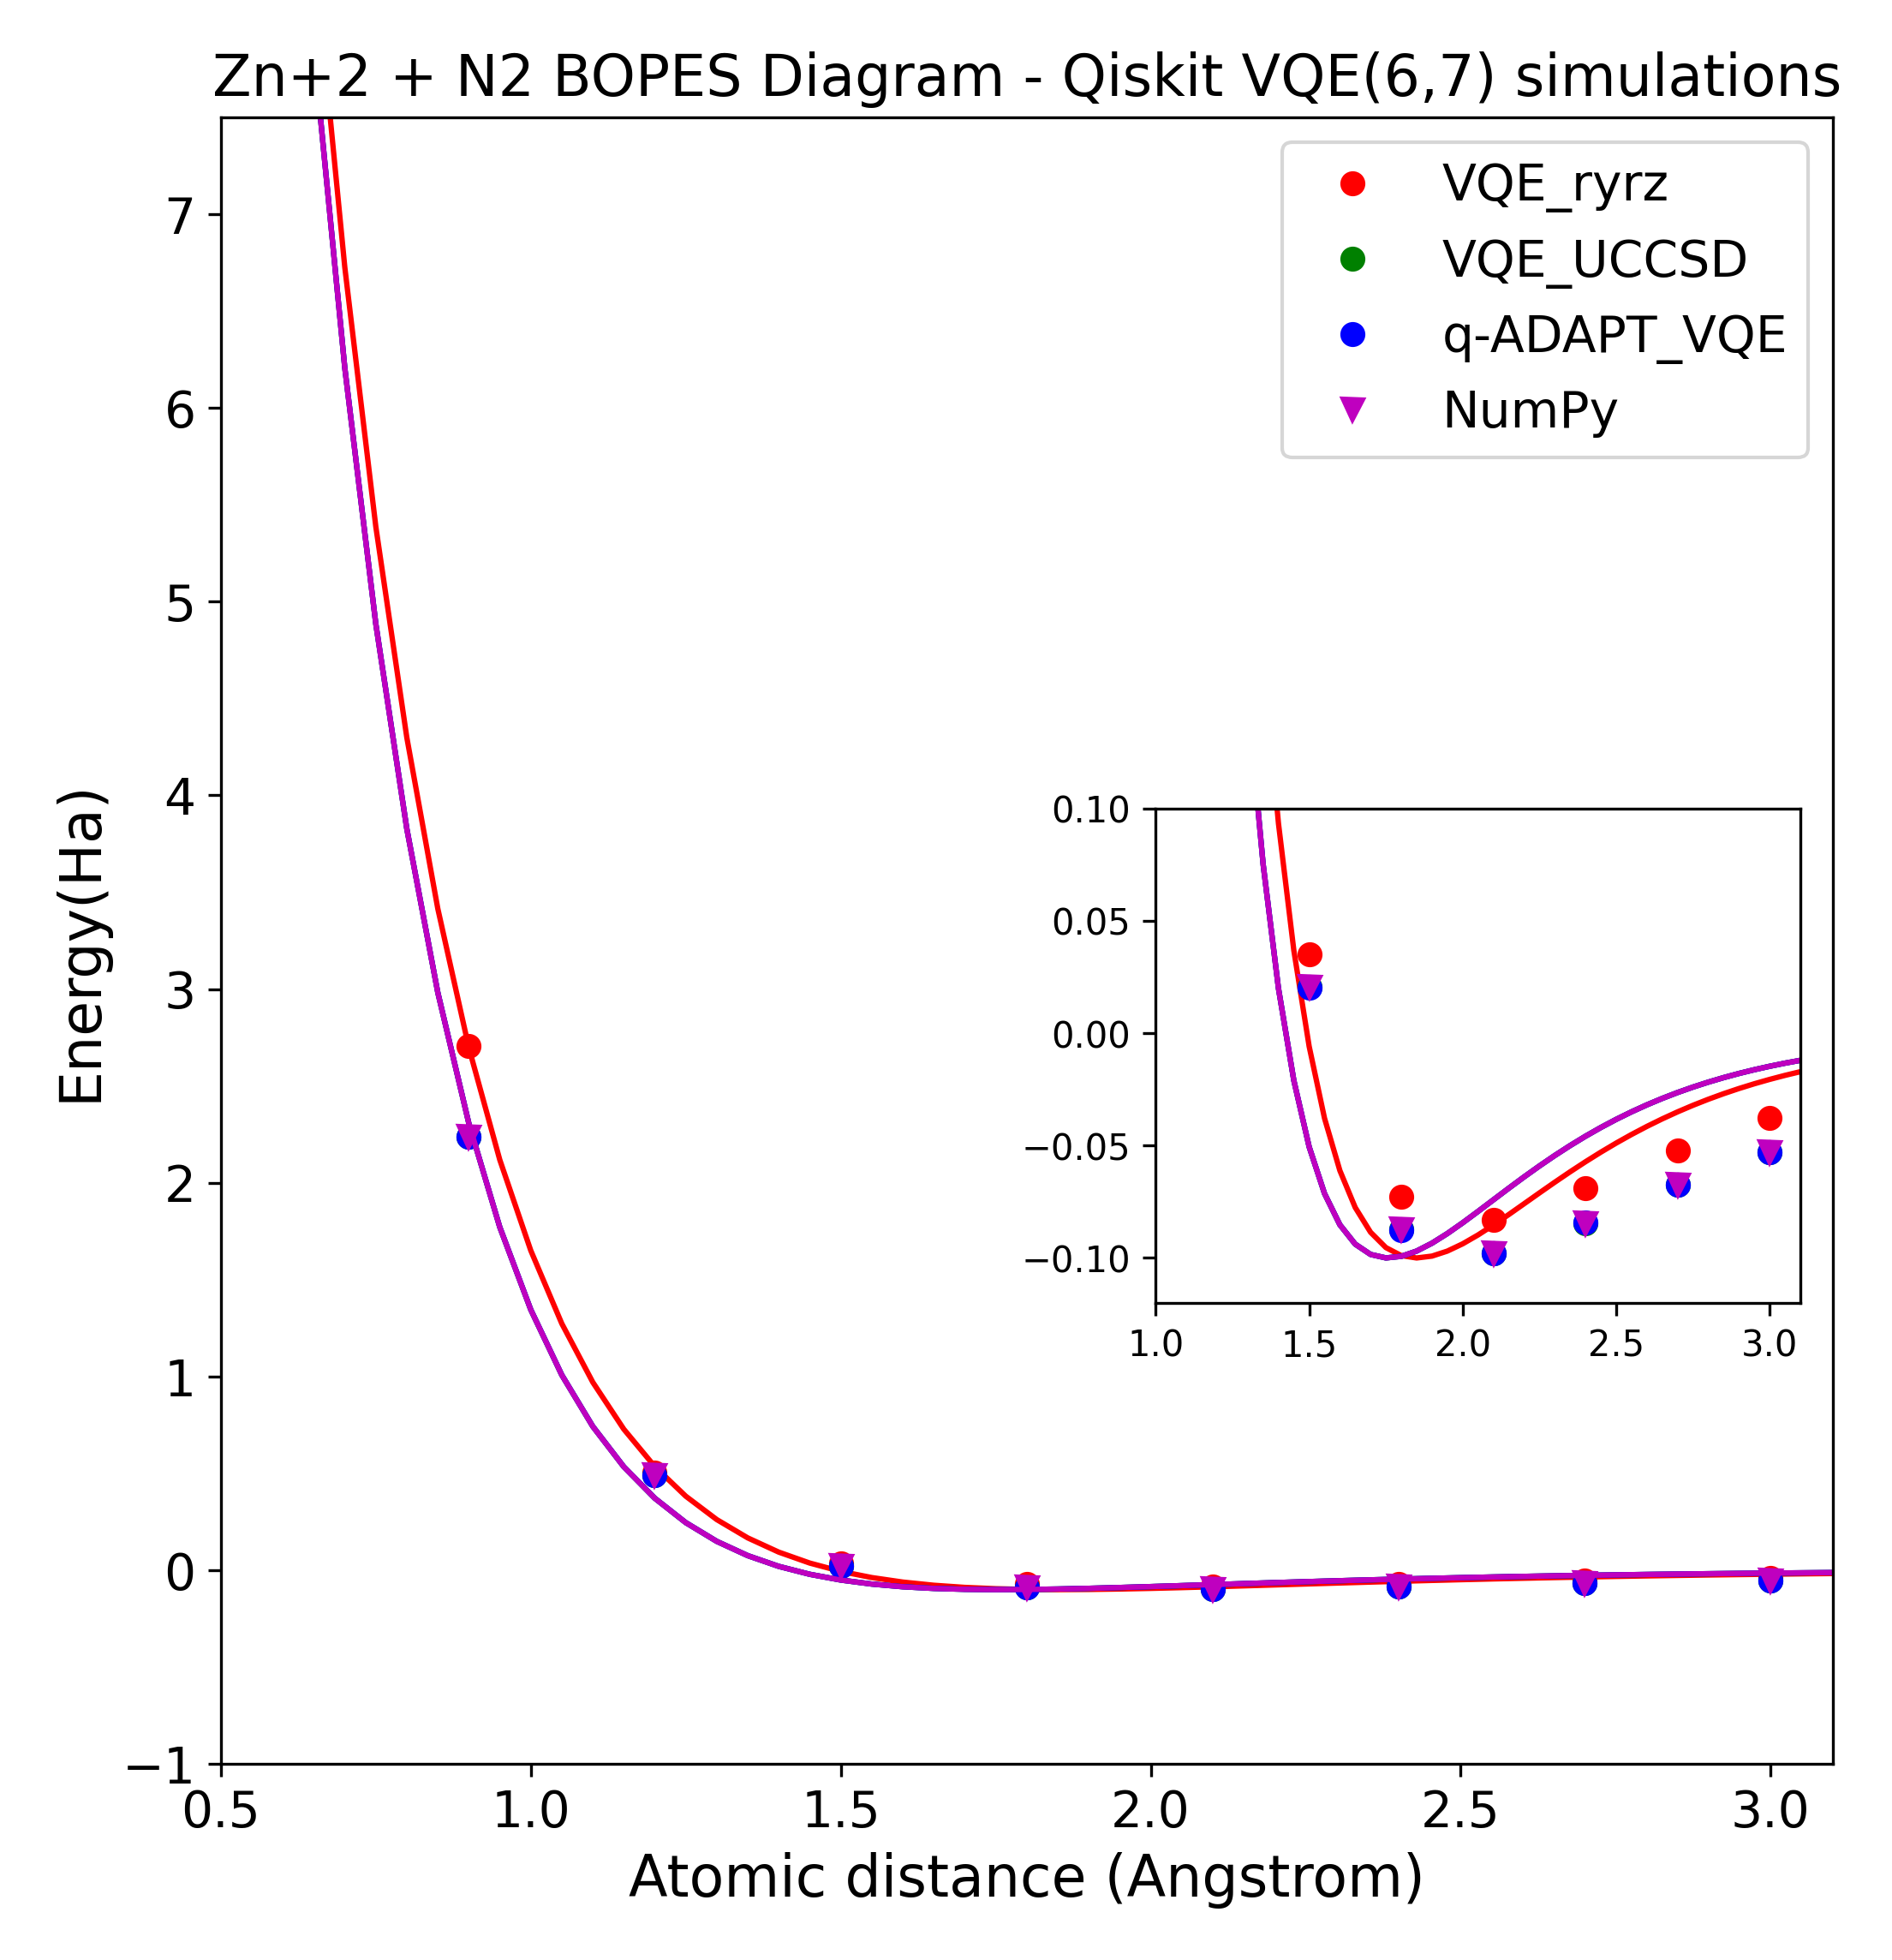 Zn+2 + N2 BOPES Diagram - Qiskit VQE(6,7) simulations
VQE_ryrz
VQE_UCCSD
q-ADAPT_VQE
NumPy
7
6
5
4
3
2
1
0
−1
Energy(Ha)
0.10
0.05
0.00
−0.05
−0.10
1.0 1.5 2.0 2.5 3.0
0.5 1.0 1.5 2.0 2.5 3.0
Atomic distance (Angstrom)